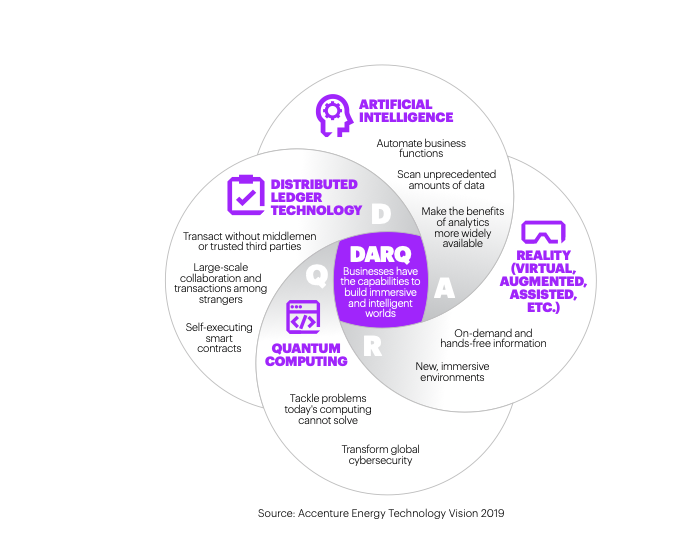 ARTIFICIAL
INTELLIGENCE
Automate business
functions
Scan unprecedented
amounts of data
Make the benefits
of analytics
more widely
available
DISTRIBUTED
LEDGER
TECHNOLOGY
Transact without middlemen
or trusted third parties
Large-scale
collaboration and
transactions among
strangers
Self-executing
smart
contracts
D
A
R
Q
DARQ
Businesses have
the capabilities to
build immersive
and intelligent
worlds
REALITY
(VIRTUAL,
AUGMENTED,
ASSISTED,
ETC.)
On-demand and
hands-free information
New, immersive
environments
QUANTUM
COMPUTING
Tackle problems
today's computing
cannot solve
Transform global
cybersecurity
Source: Accenture Energy Technology Vision 2019